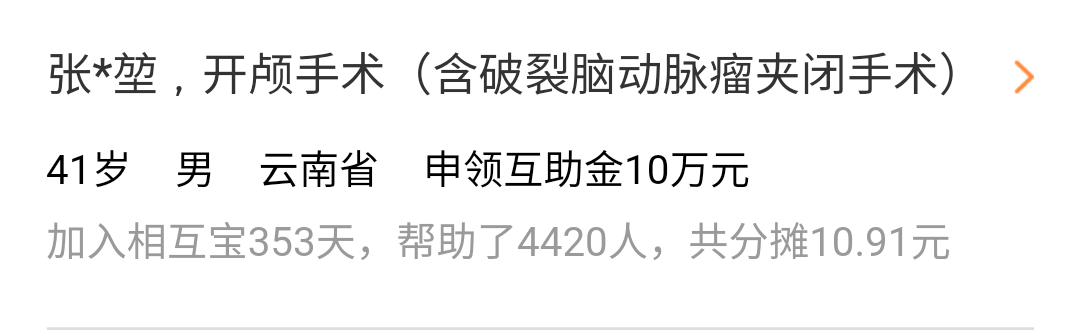 张*堃，开颅手术（含破裂脑动脉瘤夹闭手术）
41岁 男 云南省 申领互助金10万元
加入相互宝353天，帮助了4420人，共分摊10.91元